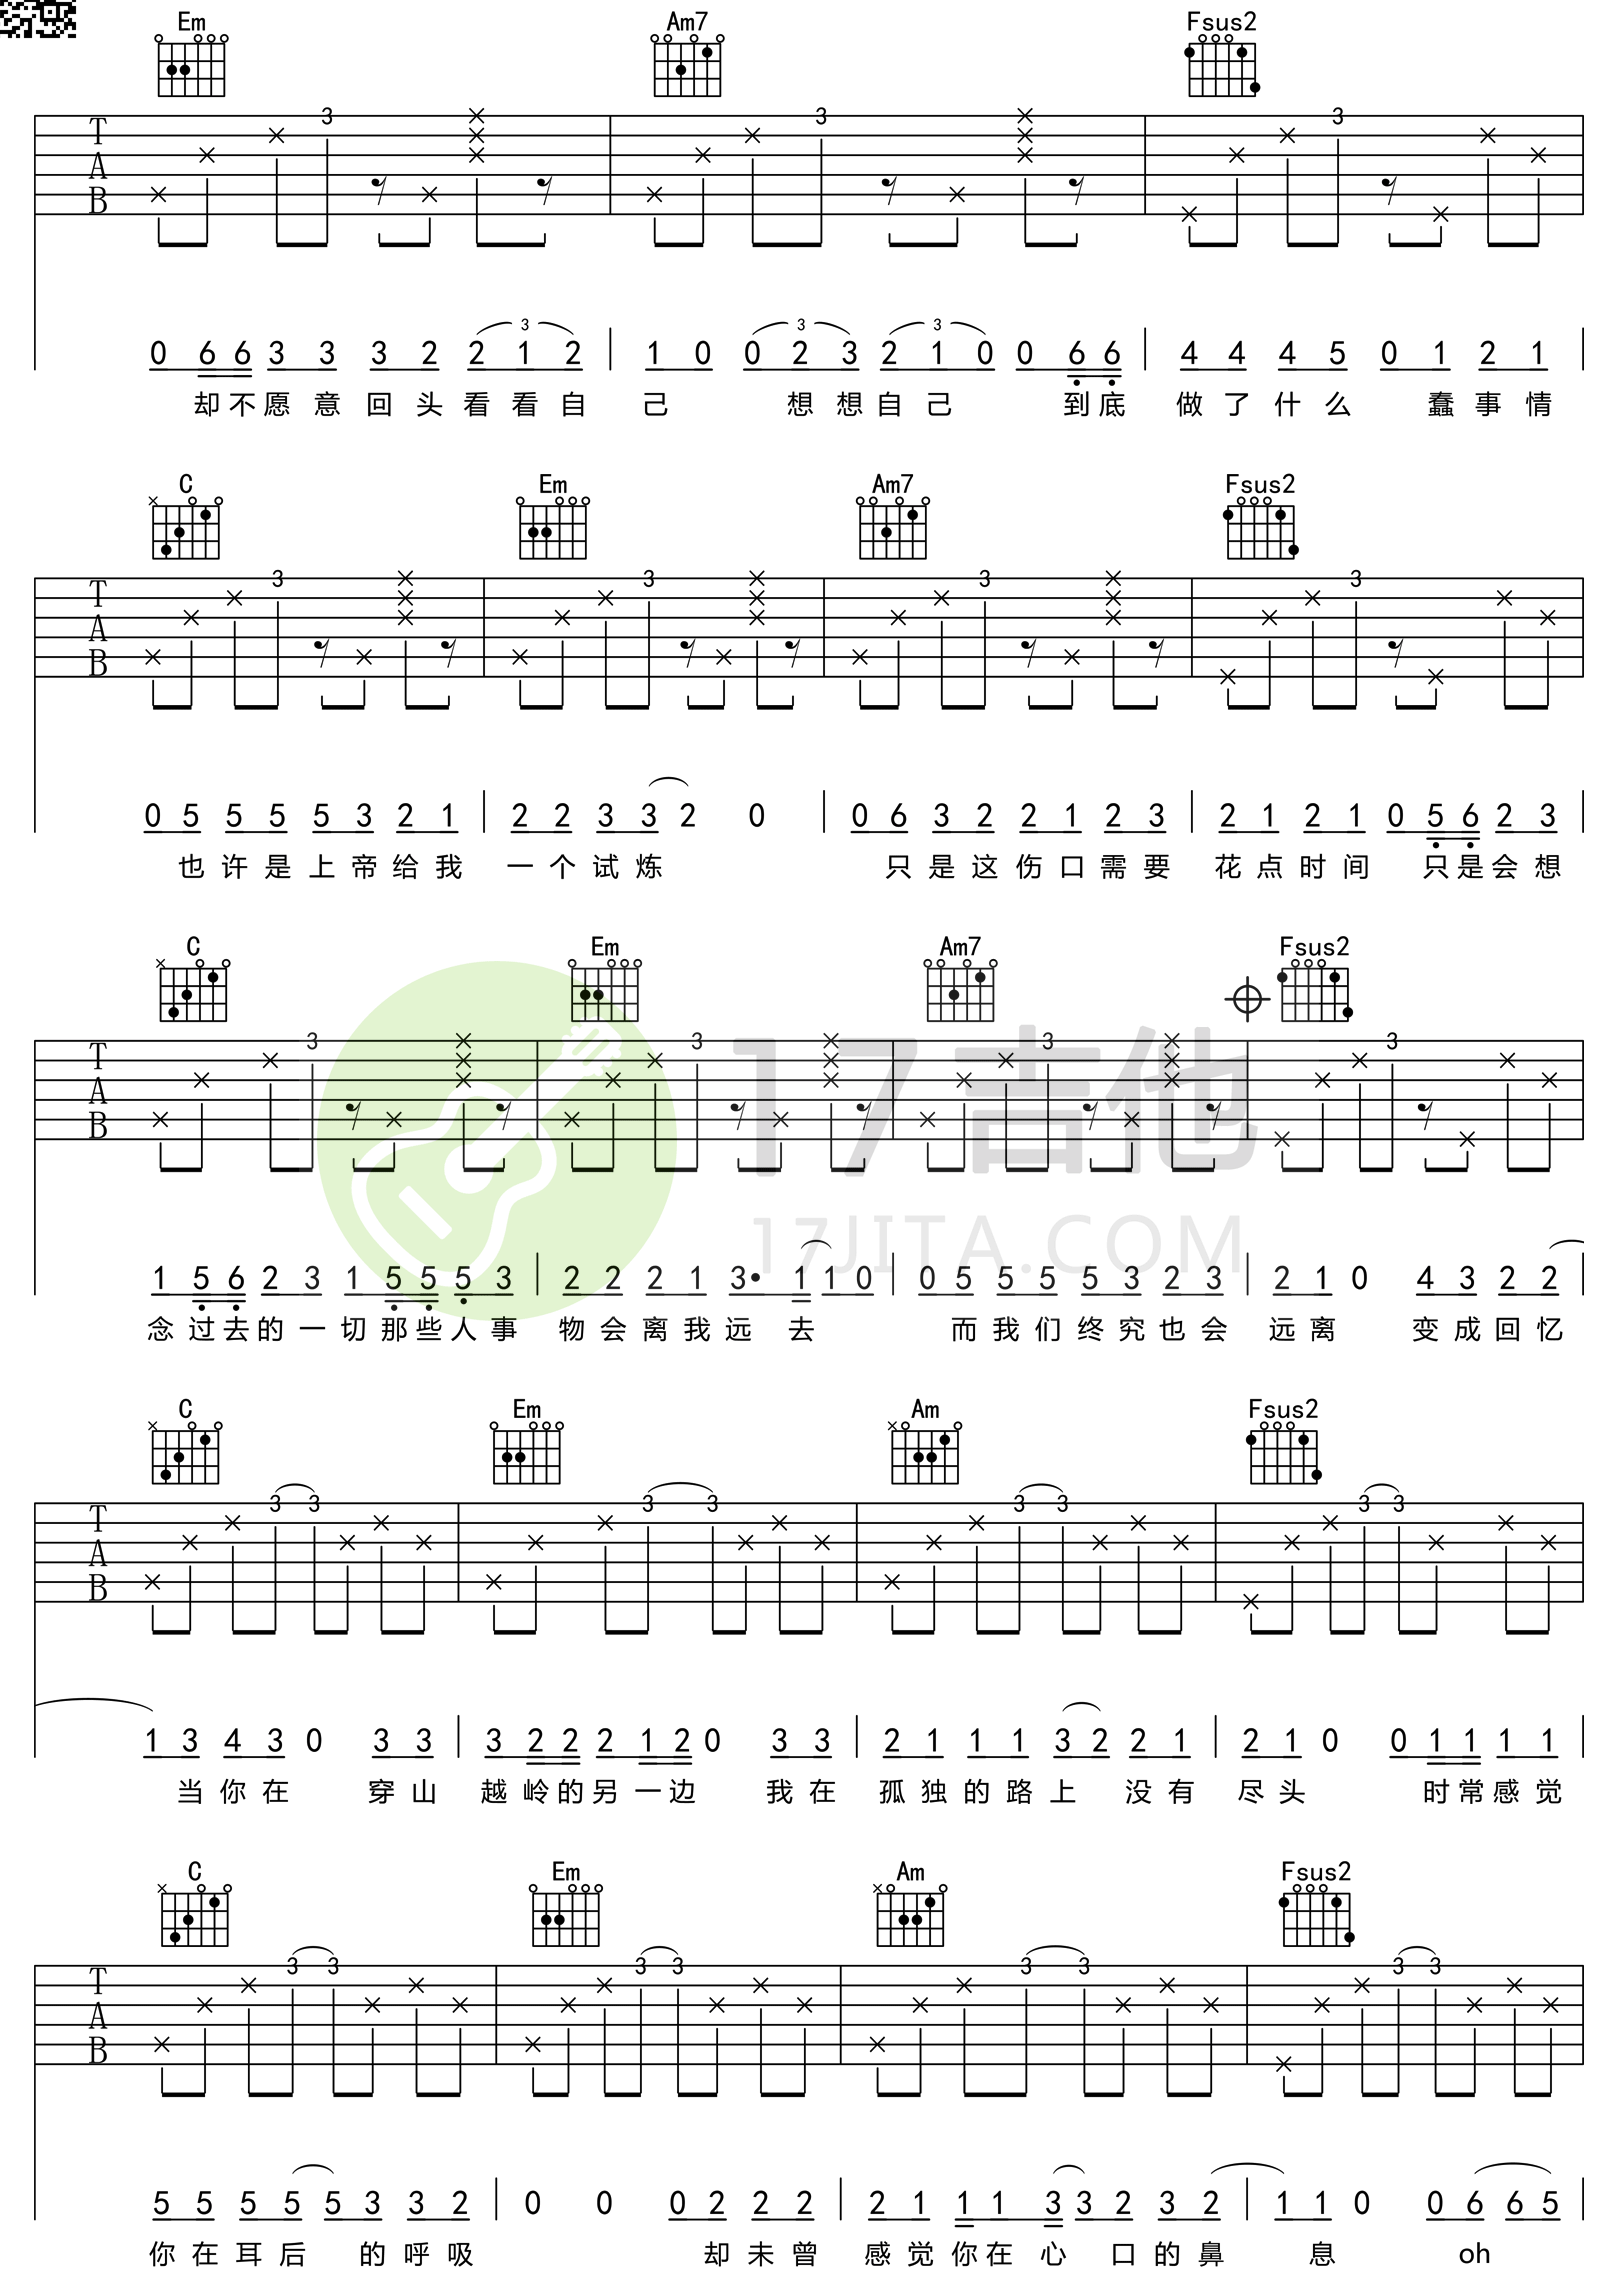 Em Am7 Fsus2
3 3 3
T
A
B
3 3 3
0 6 6 3 3 3 2 2 1 2 1 0 0 2 3 2 1 0 0 6 6 4 4 4 5 0 1 2 1
却不愿意回头看看自己 想想自己 到底做了什么 蠢事情
C Em Am7 Fsus2
3 3 3 3
T
A
B
0 5 5 5 5 3 2 1 2 2 3 3 2 0 0 6 3 2 2 1 2 3 2 1 2 1 0 5 6 2 3
也许是上帝给我一个试炼 只是这伤口需要花点时间 只是会想
C Em Am7 Fsus2
3 3 3 3
T
A
B
17吉他
17JITA.COM
1 5 6 2 3 1 5 5 5 3 2 2 2 1 3• 1 1 0 0 5 5 5 5 3 2 3 2 1 0 4 3 2 2
念过去的一切那些人事物会离我远去 而我们终究也会远离 变成回忆
C Em Am Fsus2
3 3 3 3 3 3 3 3
T
A
B
1 3 4 3 0 3 3 3 2 2 2 1 2 0 3 3 2 1 1 1 3 2 2 1 2 1 0 0 1 1 1 1
当你在 穿山越岭的另一边 我在孤独的路上 没有尽头 时常感觉
C Em Am Fsus2
3 3 3 3 3 3 3 3
T
A
B
5 5 5 5 5 3 3 2 0 0 0 2 2 2 2 1 1 1 3 3 2 3 2 1 1 0 0 6 6 5
你在耳后 的呼吸 却未曾感觉你在心 口的鼻 息 oh